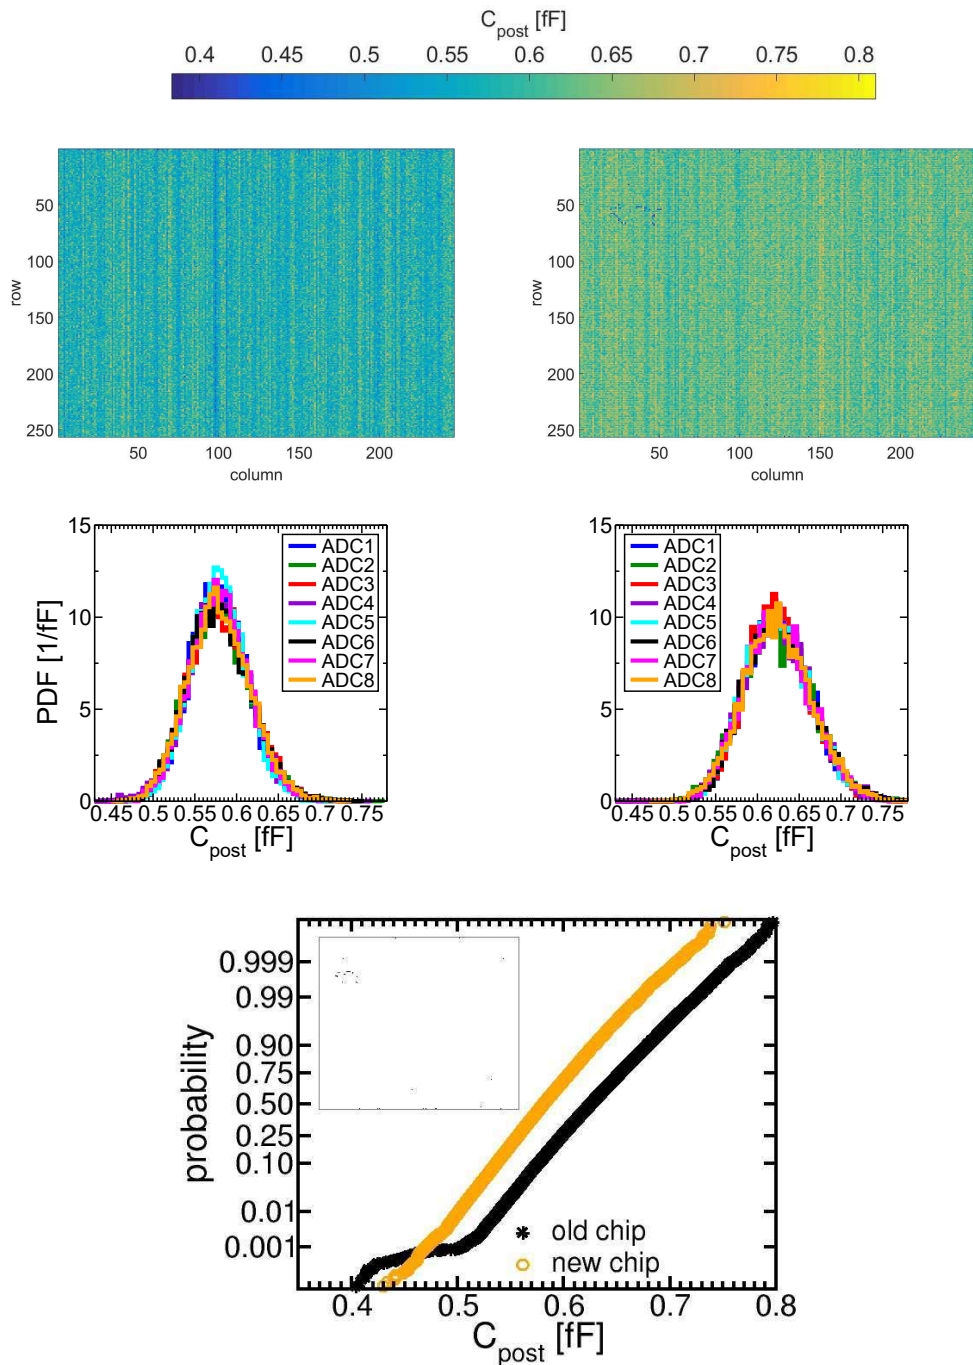 C_post [fF]
0.4 0.45 0.5 0.55 0.6 0.65 0.7 0.75 0.8
row
50
100
150
200
250
50 100 150 200
column
row
50
100
150
200
250
50 100 150 200
column
PDF [1/fF]
15
10
5
0
0.45 0.5 0.55 0.6 0.65 0.7 0.75
C_post [fF]
ADC1
ADC2
ADC3
ADC4
ADC5
ADC6
ADC7
ADC8
15
10
5
0
0.45 0.5 0.55 0.6 0.65 0.7 0.75
C_post [fF]
ADC1
ADC2
ADC3
ADC4
ADC5
ADC6
ADC7
ADC8
probability
0.999
0.99
0.90
0.75
0.50
0.25
0.10
0.01
0.001
old chip
new chip
0.4 0.5 0.6 0.7 0.8
C_post [fF]